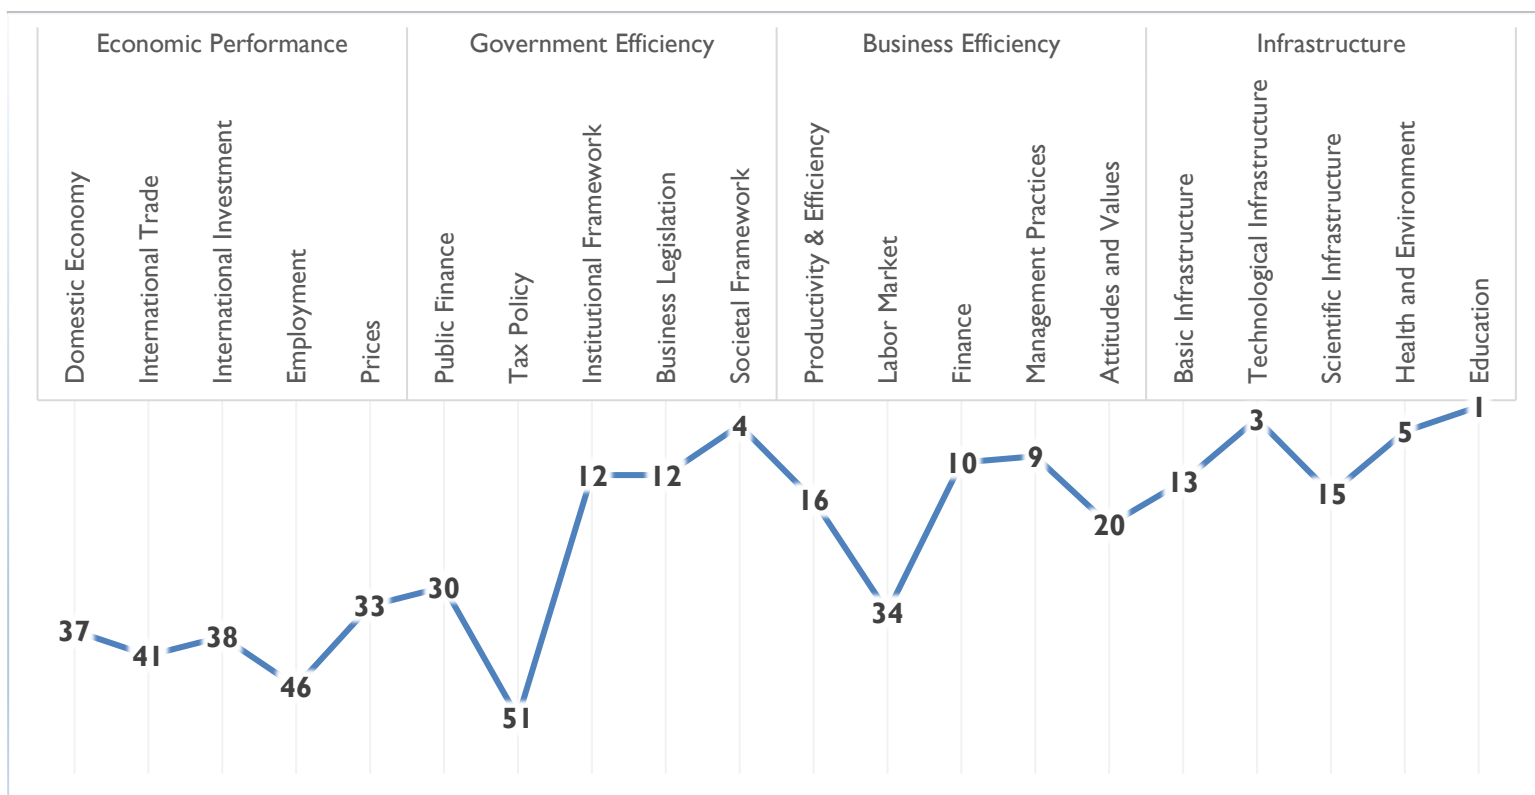 Economic Performance
Government Efficiency
Business Efficiency
Infrastructure
Domestic Economy
International Trade
International Investment
Employment
Prices
Public Finance
Tax Policy
Institutional Framework
Business Legislation
Societal Framework
Productivity & Efficiency
Labor Market
Finance
Management Practices
Attitudes and Values
Basic Infrastructure
Technological Infrastructure
Scientific Infrastructure
Health and Environment
Education
37
41
38
46
33
30
51
12
12
4
16
34
10
9
20
13
3
15
5
1